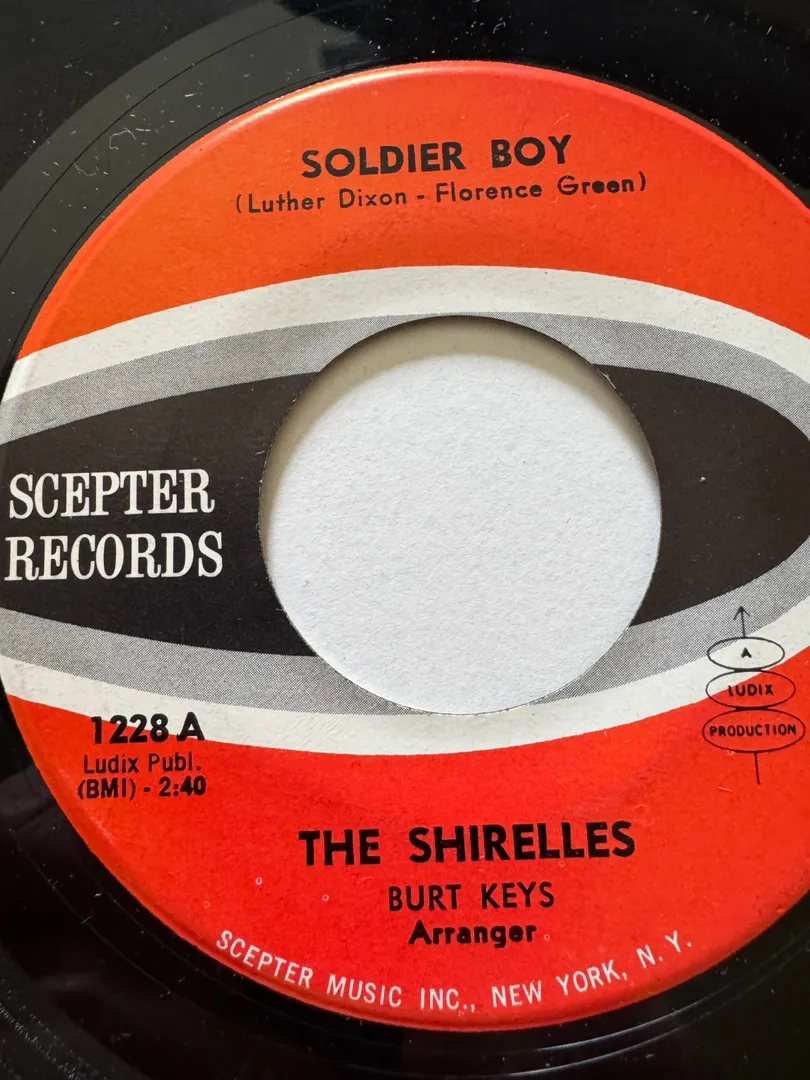 SOLDIER BOY
(Luther Dixon - Florence Green)
SCEPTER
RECORDS
A
LUDIX
PRODUCTION
1228 A
Ludix Publ.
(BMI) - 2:40
THE SHIRELLES
BURT KEYS
Arranger
SCEPTER MUSIC INC., NEW YORK, N. Y.